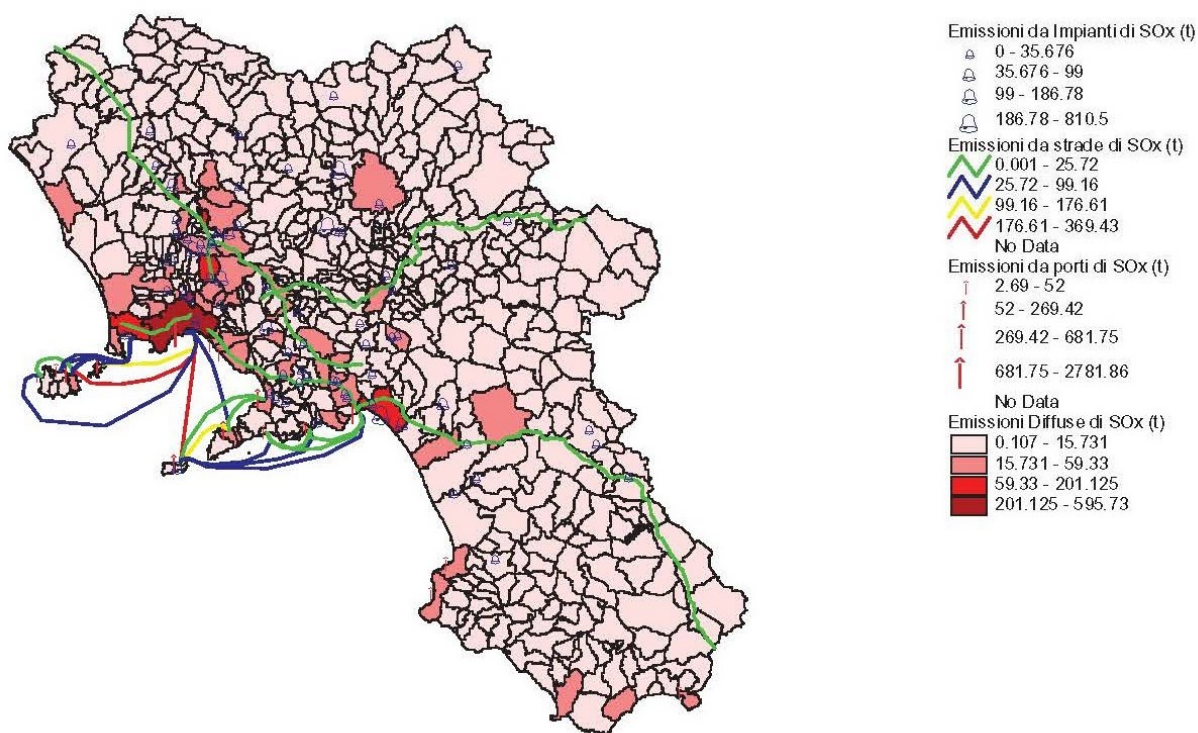 Emissioni da Impianti di SOx (t)
0 - 35.676
35.676 - 99
99 - 186.78
186.78 - 810.5
Emissioni da strade di SOx (t)
0.001 - 25.72
25.72 - 99.16
99.16 - 176.61
176.61 - 369.43
No Data
Emissioni da porti di SOx (t)
2.69 - 52
52 - 269.42
269.42 - 681.75
681.75 - 2781.86
No Data
Emissioni Diffuse di SOx (t)
0.107 - 15.731
15.731 - 59.33
59.33 - 201.125
201.125 - 595.73